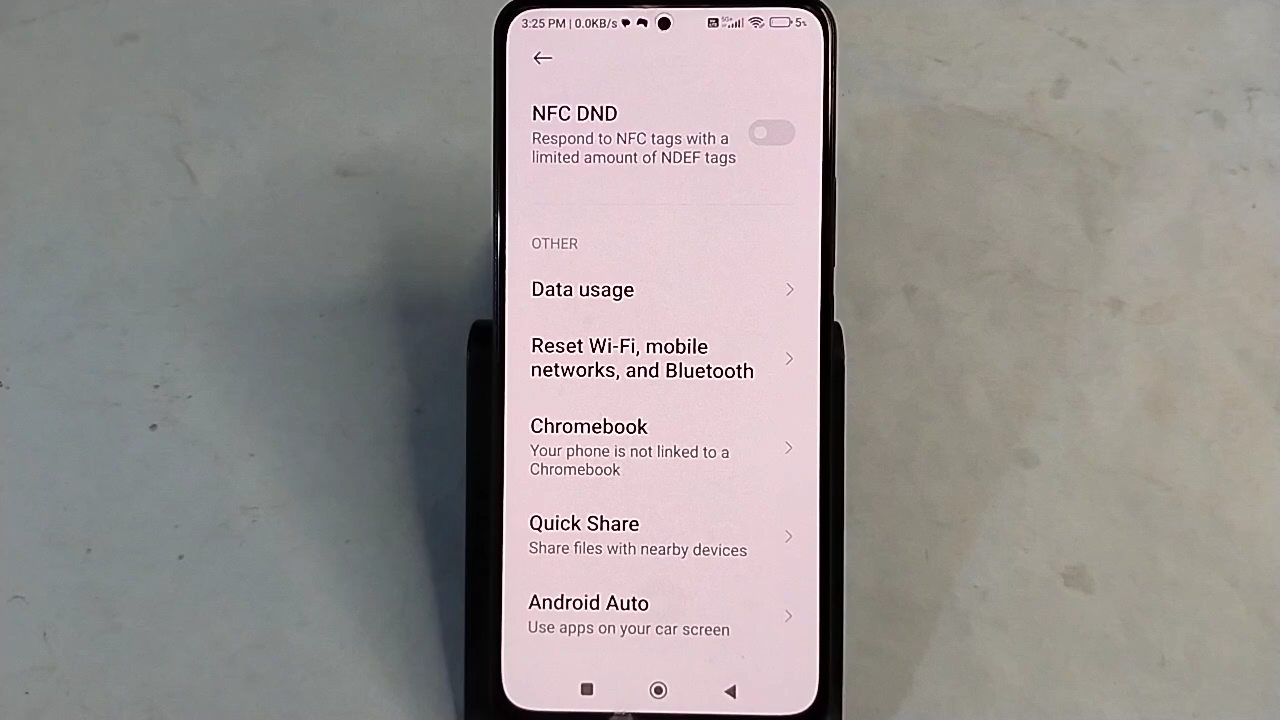 3:25 PM | 0.0KB/s 5%
NFC DND
Respond to NFC tags with a
limited amount of NDEF tags
OTHER
Data usage
Reset Wi-Fi, mobile
networks, and Bluetooth
Chromebook
Your phone is not linked to a
Chromebook
Quick Share
Share files with nearby devices
Android Auto
Use apps on your car screen